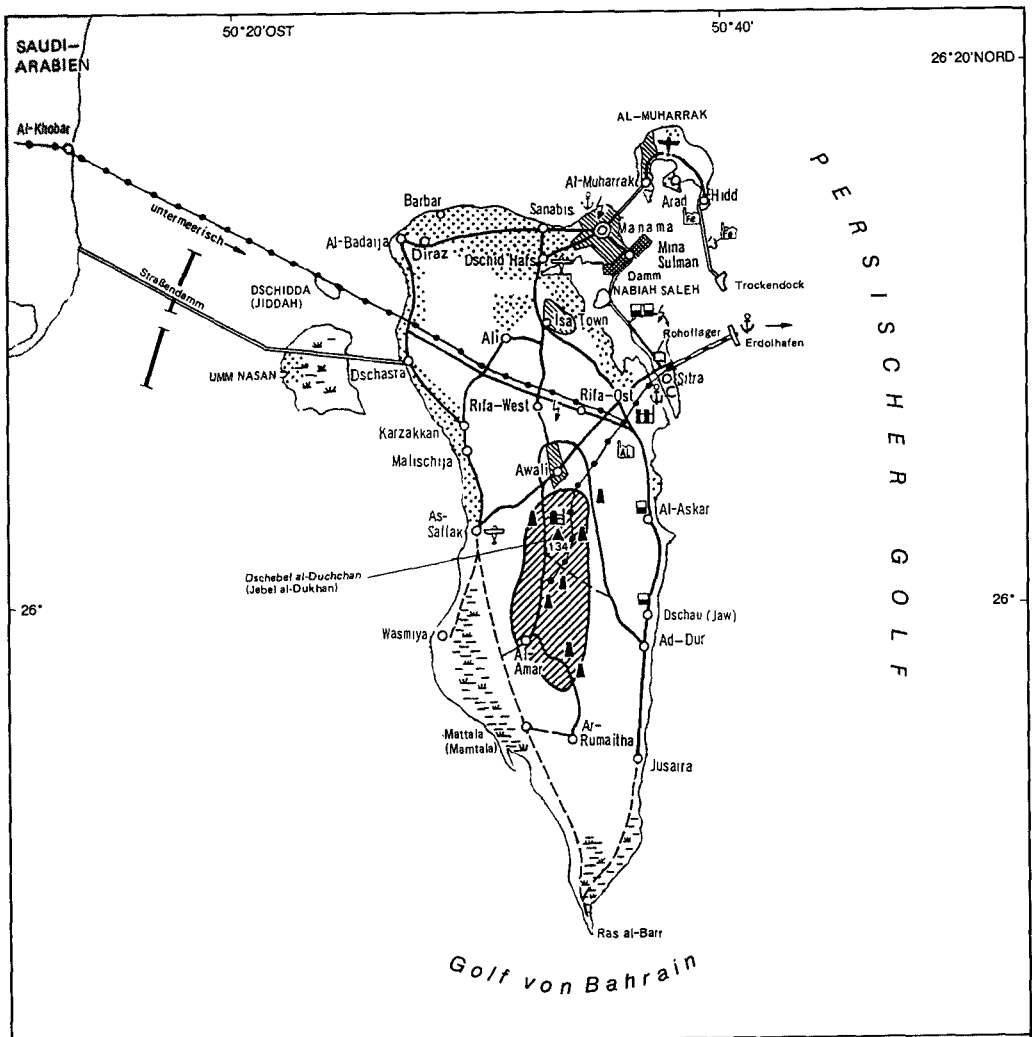 50°20'OST
50°40'
SAUDI-
ARABIEN
26°20'NORD
AL-MUHARRAK
Al-Khobar
Al-Muharrak
Arad
Hidd
Fe
Fe
Barbar
Sanabis
Manama
untermeerisch
Al-Badaija
Diraz
Dschid Hafs
Mina
Sulman
Damm
NABIAH SALEH
Trockendock
Straßendamm
DSCHIDDA
(JIDDAH)
Isa Town
Ali
Rohöllager
Erdölhafen
UMM NASAN
Dschasra
Sitra
Rifa-West
Rifa-Ost
Karzakkan
Malischija
Al
Awali
As-
Sallak
Al-Askar
134
Dschebel al-Duchchan
(Jebel al-Dukhan)
26°
26°
Dschau (Jaw)
Wasmiya
Ad-Dur
Al-
Amar
Mattala
(Mamtala)
Ar-
Rumaitha
Jusaira
Ras al-Barr
PERSISCHER GOLF
Golf von Bahrain